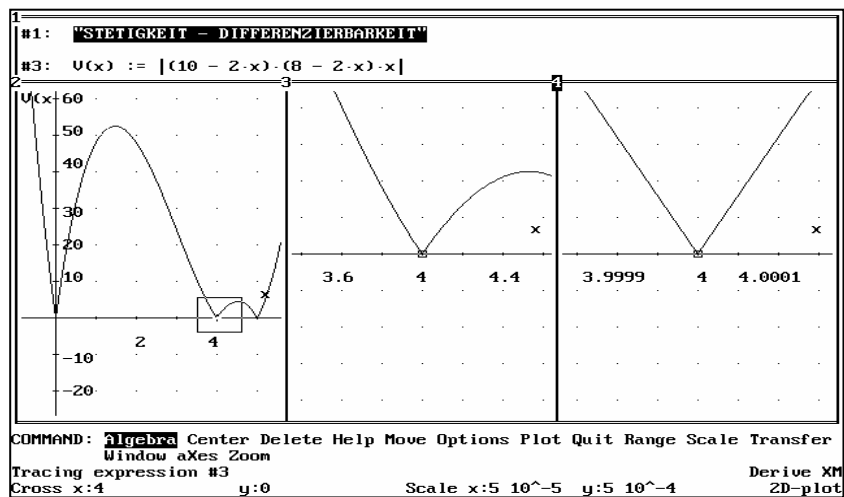 1
#1: "STETIGKEIT - DIFFERENZIERBARKEIT"
#3: V(x) := |(10 - 2·x)·(8 - 2·x)·x|
2
V(x
60
50
40
30
20
10
x
2
4
-10
-20
3
x
3.6 4 4.4
4
x
3.9999 4 4.0001
COMMAND: Algebra Center Delete Help Move Options Plot Quit Range Scale Transfer
Window aXes Zoom
Tracing expression #3 Derive XM
Cross x:4 y:0 Scale x:5 10^-5 y:5 10^-4 2D-plot